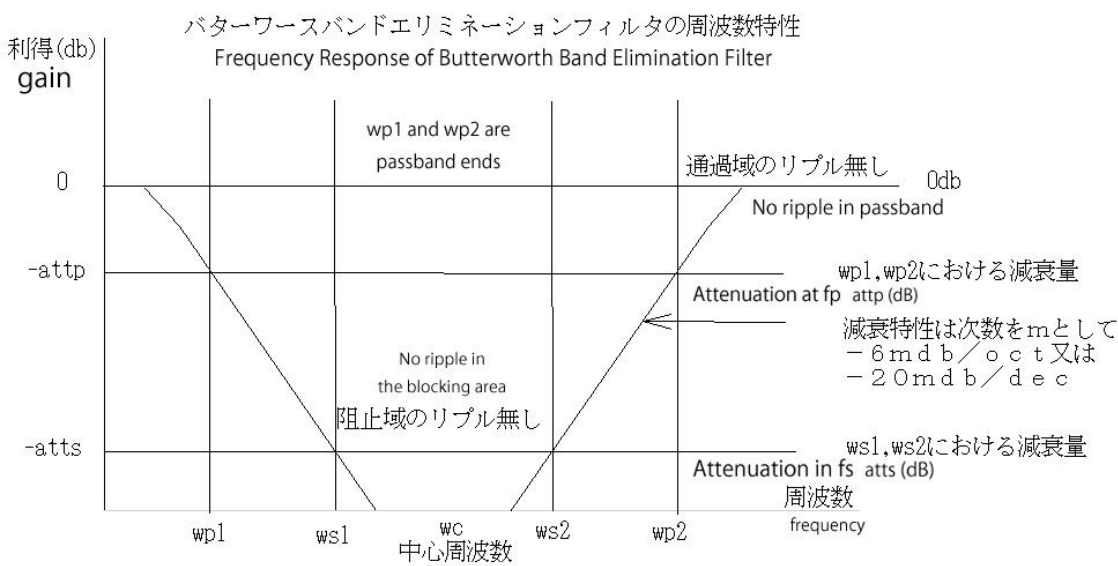 バターワースバンドエリミネーションフィルタの周波数特性
Frequency Response of Butterworth Band Elimination Filter
利得(db)
gain
wp1 and wp2 are
passband ends
通過域のリプル無し
0
0db
No ripple in passband
-attp
wp1,wp2における減衰量
Attenuation at fp attp (dB)
減衰特性は次数をmとして
－６ｍｄｂ／ｏｃｔ又は
－２０ｍｄｂ／ｄｅｃ
No ripple in
the blocking area
阻止域のリプル無し
-atts
ws1,ws2における減衰量
Attenuation in fs atts (dB)
周波数
frequency
wp1
ws1
wc
ws2
wp2
中心周波数